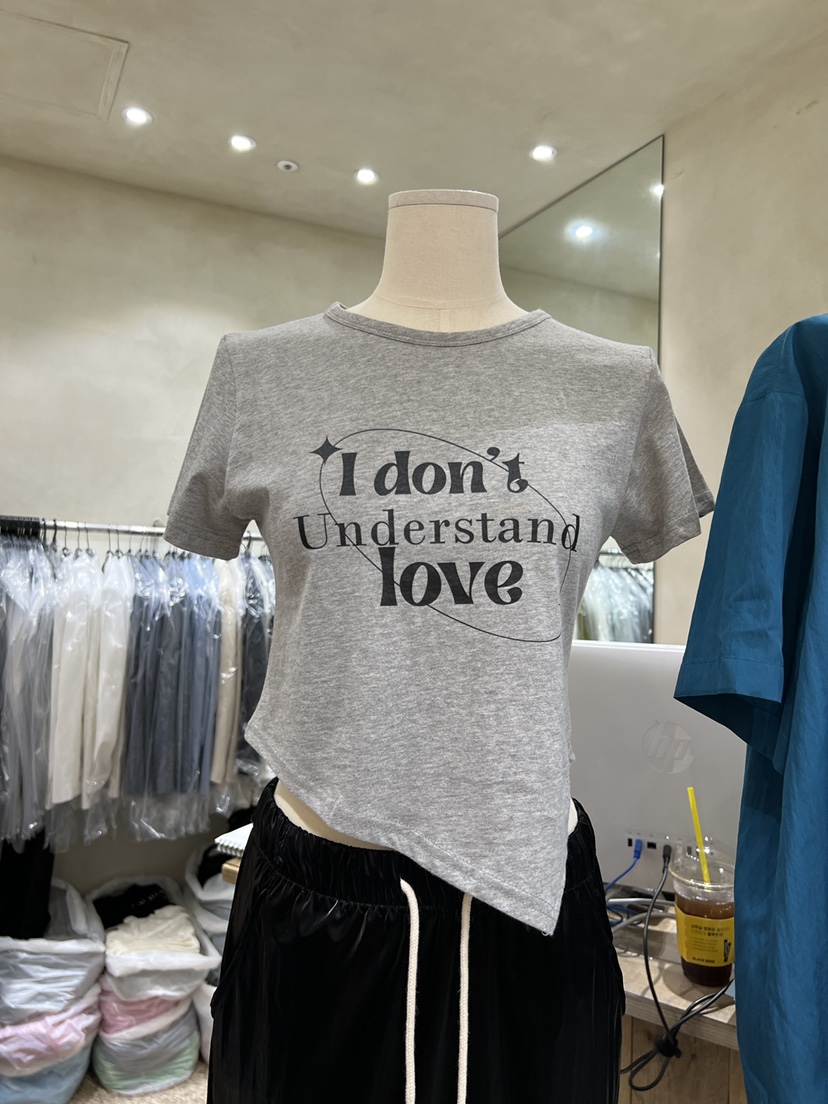 I don't
Understand
love
hp